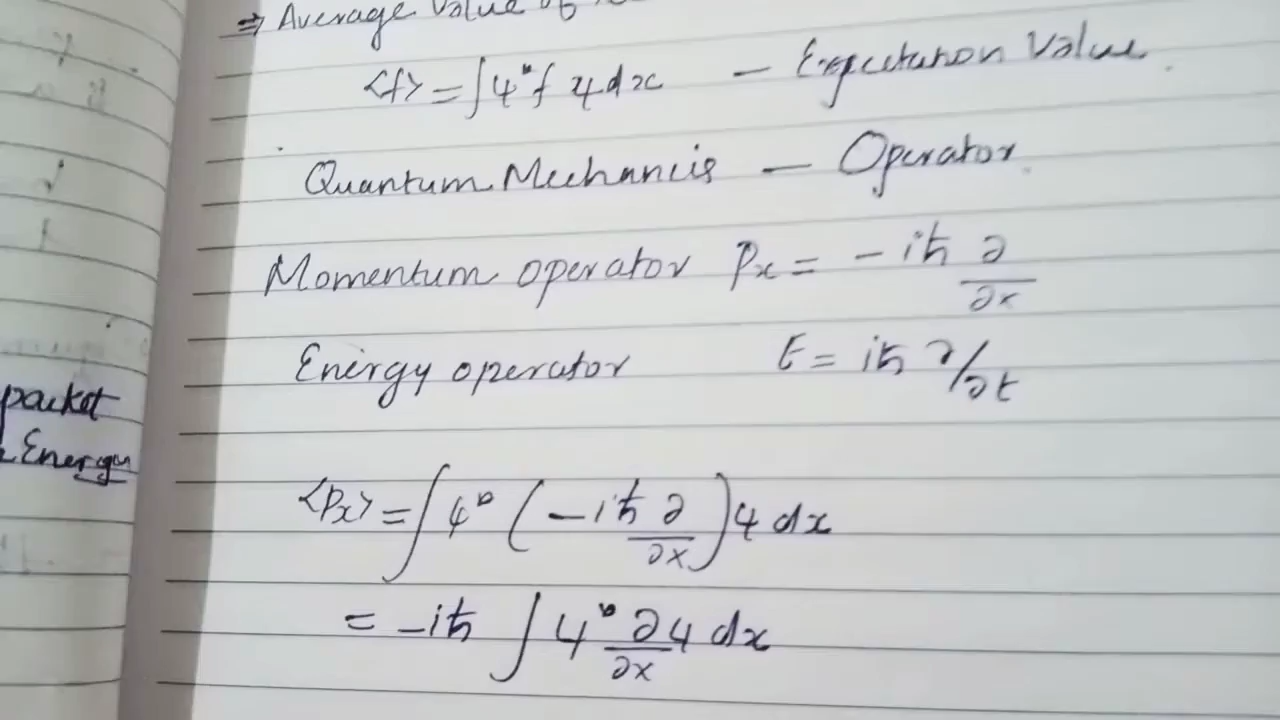 ⇒ Average Value of
<f> = ∫ψ* f ψ dx — Expectation Value
Quantum Mechancis — Operator
Momentum operator Px = -iħ ∂/∂x
Energy operator E = iħ ∂/∂t
packet
Energy
<Px> = ∫ψ* (-iħ ∂/∂x) ψ dx
= -iħ ∫ ψ* ∂/∂x ψ dx